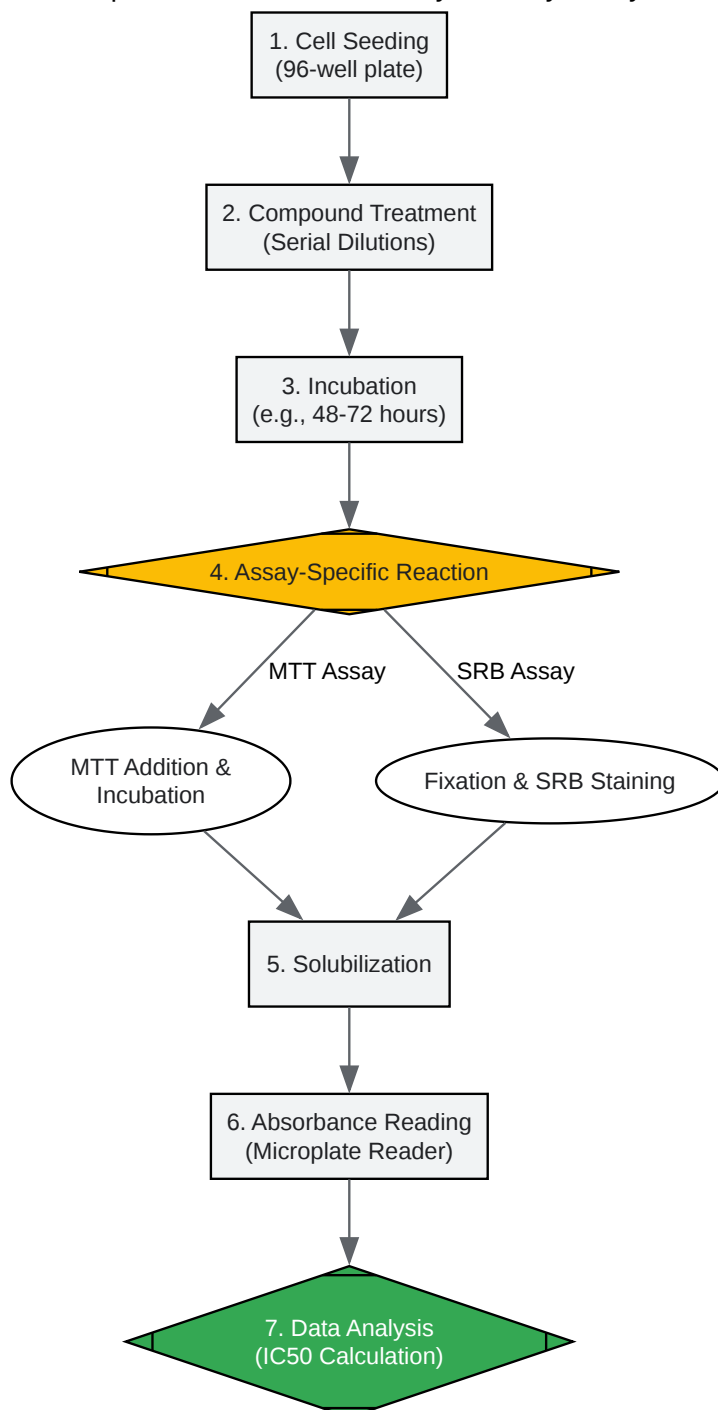 1. Cell Seeding
(96-well plate)
2. Compound Treatment
(Serial Dilutions)
3. Incubation
(e.g., 48-72 hours)
4. Assay-Specific Reaction
MTT Assay
SRB Assay
MTT Addition &
Incubation
Fixation & SRB Staining
5. Solubilization
6. Absorbance Reading
(Microplate Reader)
7. Data Analysis
(IC50 Calculation)